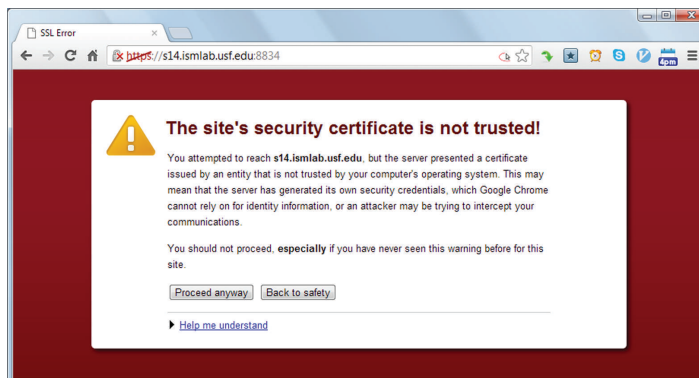 SSL Error
https://s14.ismlab.usf.edu:8834
4pm
The site's security certificate is not trusted!
You attempted to reach s14.ismlab.usf.edu, but the server presented a certificate
issued by an entity that is not trusted by your computer's operating system. This may
mean that the server has generated its own security credentials, which Google Chrome
cannot rely on for identity information, or an attacker may be trying to intercept your
communications.
You should not proceed, especially if you have never seen this warning before for this
site.
Proceed anyway Back to safety
Help me understand